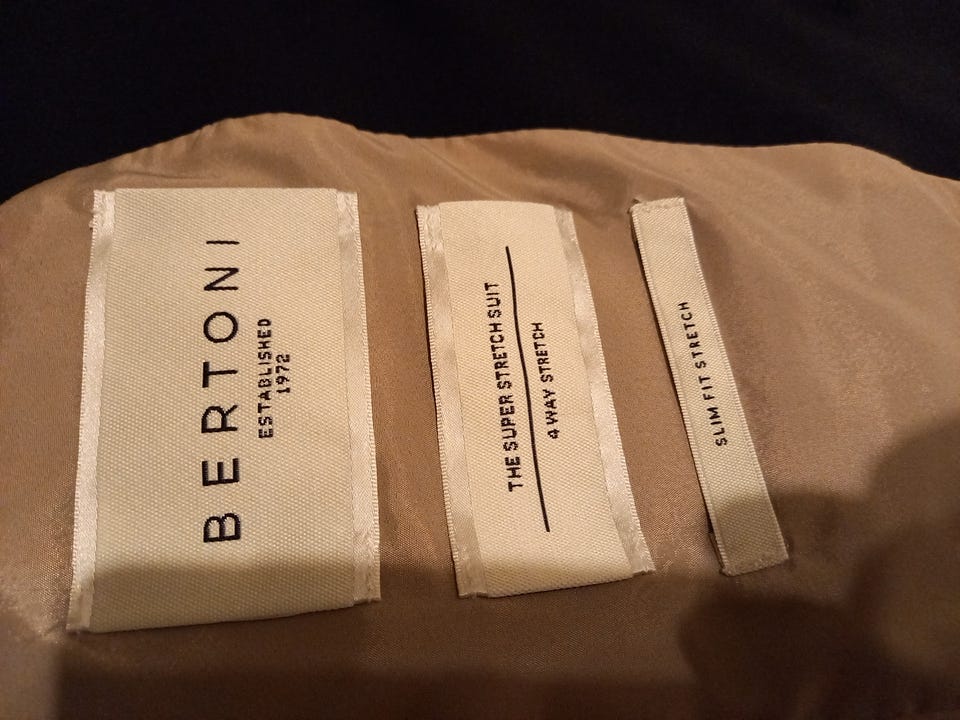 BERTONI
ESTABLISHED
1972
THE SUPER STRETCH SUIT
4 WAY STRETCH
SLIM FIT STRETCH